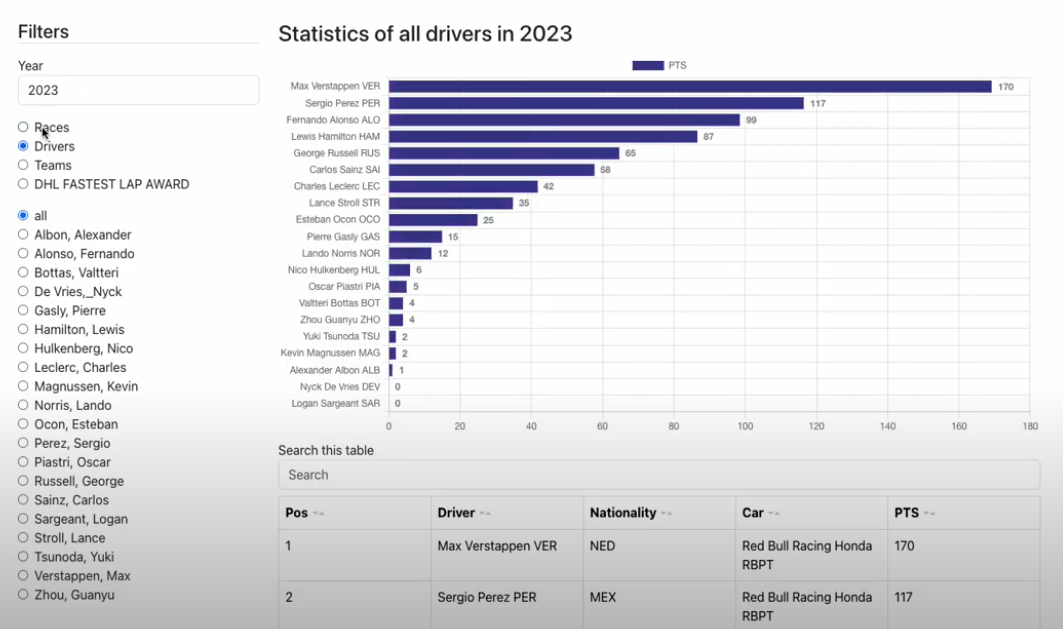 Filters
Year
2023
Races
Drivers
Teams
DHL FASTEST LAP AWARD
all
Albon, Alexander
Alonso, Fernando
Bottas, Valtteri
De Vries,_Nyck
Gasly, Pierre
Hamilton, Lewis
Hulkenberg, Nico
Leclerc, Charles
Magnussen, Kevin
Norris, Lando
Ocon, Esteban
Perez, Sergio
Piastri, Oscar
Russell, George
Sainz, Carlos
Sargeant, Logan
Stroll, Lance
Tsunoda, Yuki
Verstappen, Max
Zhou, Guanyu
Statistics of all drivers in 2023
PTS
Max Verstappen VER 170
Sergio Perez PER 117
Fernando Alonso ALO 99
Lewis Hamilton HAM 87
George Russell RUS 65
Carlos Sainz SAI 58
Charles Leclerc LEC 42
Lance Stroll STR 35
Esteban Ocon OCO 25
Pierre Gasly GAS 15
Lando Norris NOR 12
Nico Hulkenberg HUL 6
Oscar Piastri PIA 5
Valtteri Bottas BOT 4
Zhou Guanyu ZHO 4
Yuki Tsunoda TSU 2
Kevin Magnussen MAG 2
Alexander Albon ALB 1
Nyck De Vries DEV 0
Logan Sargeant SAR 0
0 20 40 60 80 100 120 140 160 180
Search this table
Search
Pos Driver Nationality Car PTS
1 Max Verstappen VER NED Red Bull Racing Honda 170
RBPT
2 Sergio Perez PER MEX Red Bull Racing Honda 117
RBPT